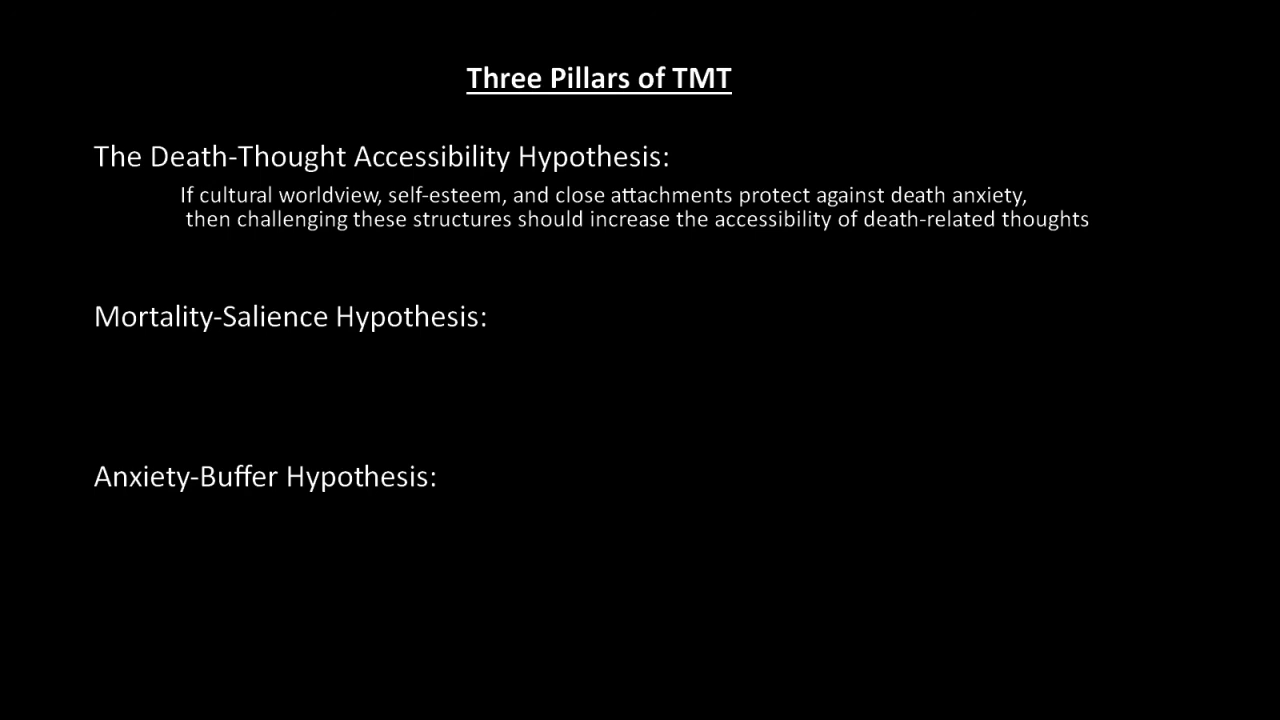 Three Pillars of TMT
The Death-Thought Accessibility Hypothesis:
If cultural worldview, self-esteem, and close attachments protect against death anxiety,
then challenging these structures should increase the accessibility of death-related thoughts
Mortality-Salience Hypothesis:
Anxiety-Buffer Hypothesis: